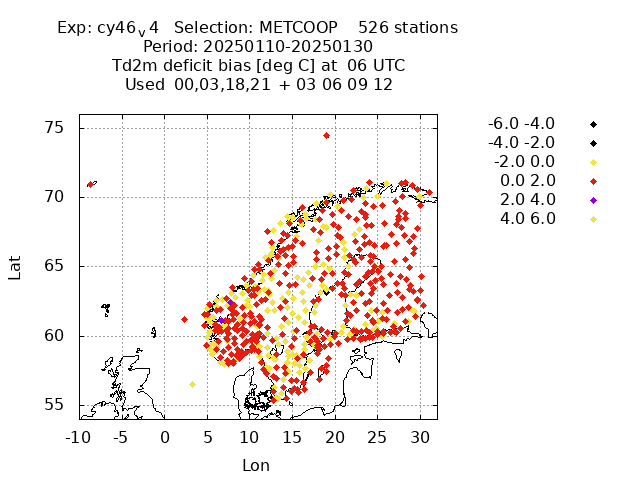 Exp: cy46v4 Selection: METCOOP 526 stations
Period: 20250110-20250130
Td2m deficit bias [deg C] at 06 UTC
Used 00,03,18,21 + 03 06 09 12
-6.0 -4.0
-4.0 -2.0
-2.0 0.0
0.0 2.0
2.0 4.0
4.0 6.0
75
70
65
60
55
Lat
-10 -5 0 5 10 15 20 25 30
Lon